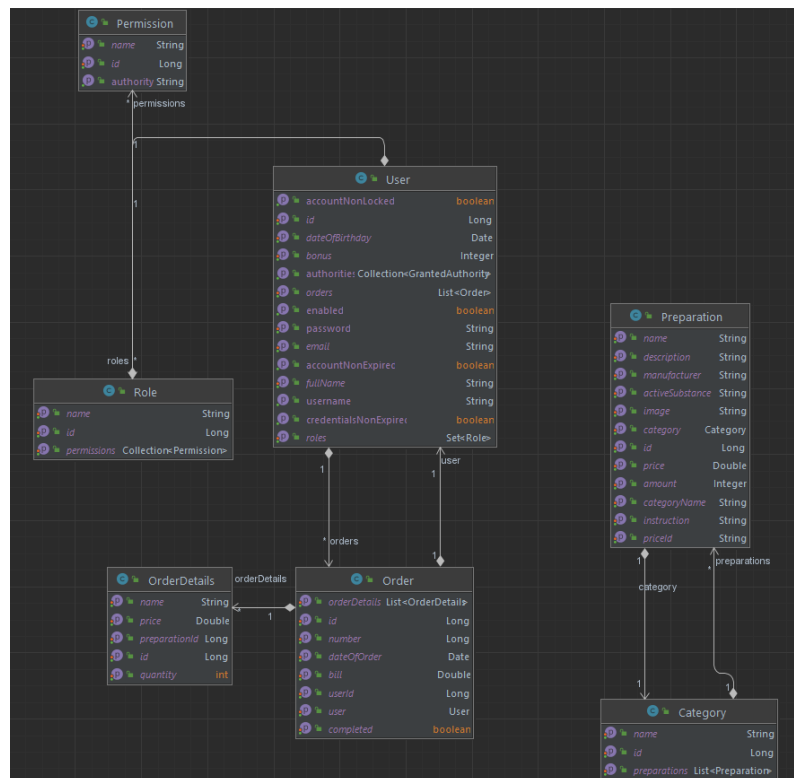 Permission
name String
id Long
authority String
* permissions
1
1
roles *
Role
name String
id Long
permissions Collection<Permission>
User
accountNonLocked boolean
id Long
dateOfBirthday Date
bonus Integer
authorities Collection<GrantedAuthority>
orders List<Order>
enabled boolean
password String
email String
accountNonExpirec boolean
fullName String
username String
credentialsNonExpirec boolean
roles Set<Role>
1
user
1
* orders
1
OrderDetails
name String
price Double
preparationId Long
id Long
quantity int
orderDetails
1
Order
orderDetails List<OrderDetails>
id Long
number Long
dateOfOrder Date
bill Double
userId Long
user User
completed boolean
Preparation
name String
description String
manufacturer String
activeSubstance String
image String
category Category
id Long
price Double
amount Integer
categoryName String
instruction String
priceId String
1
preparations
*
category
1
1
Category
name String
id Long
preparations List<Preparation>